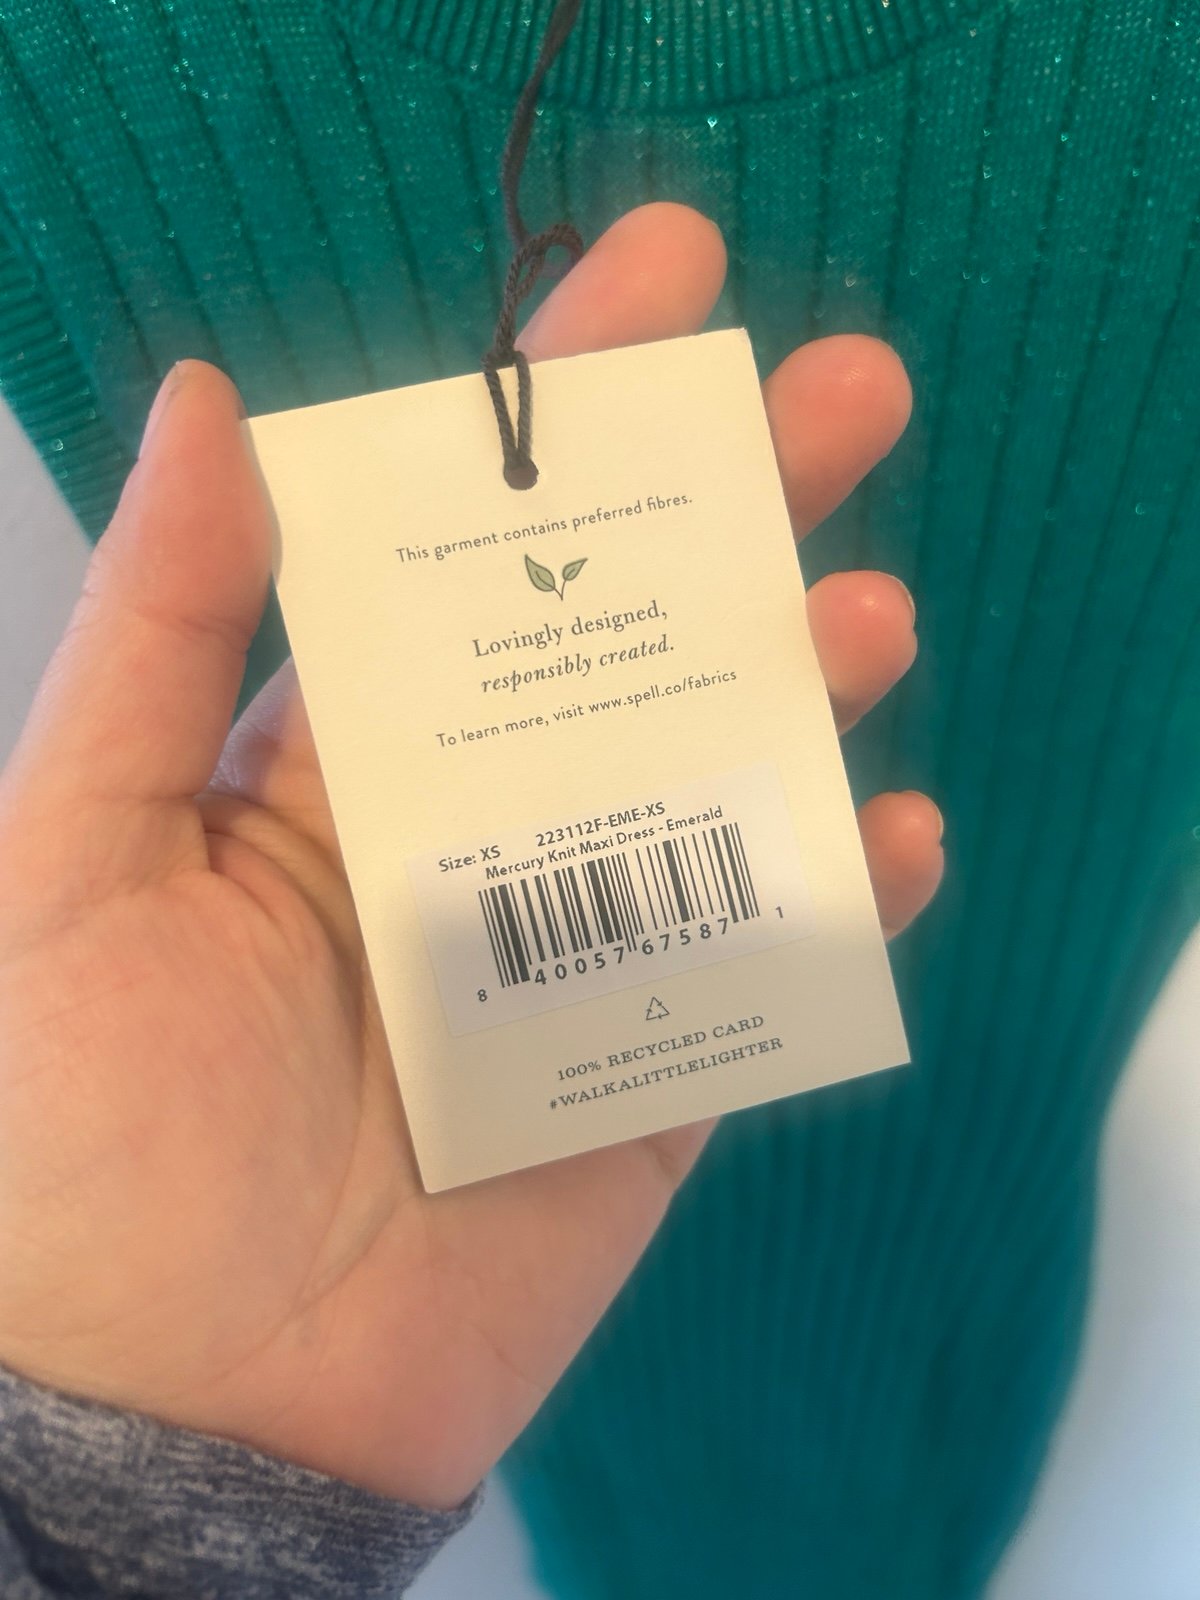 This garment contains preferred fibres.
Lovingly designed,
responsibly created.
To learn more, visit www.spell.co/fabrics
Size: XS 223112F-EME-XS
Mercury Knit Maxi Dress - Emerald
8 40057 67587 1
100% RECYCLED CARD
#WALKALITTLELIGHTER